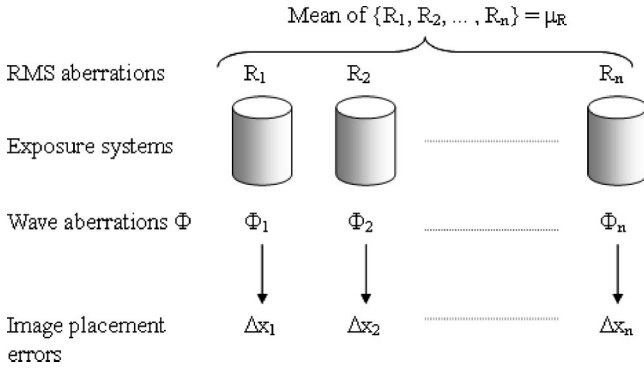 Mean of {R₁, R₂, ... , Rₙ} = μ_R
RMS aberrations R₁ R₂ Rₙ
Exposure systems
Wave aberrations Φ Φ₁ Φ₂ Φₙ
Image placement errors Δx₁ Δx₂ Δxₙ